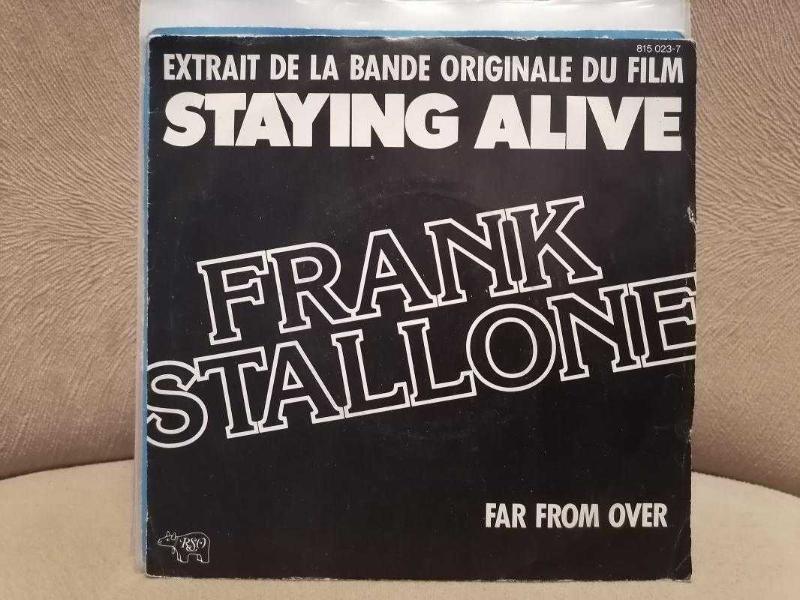 815 023-7
EXTRAIT DE LA BANDE ORIGINALE DU FILM
STAYING ALIVE
FRANK
STALLONE
FAR FROM OVER
RSO